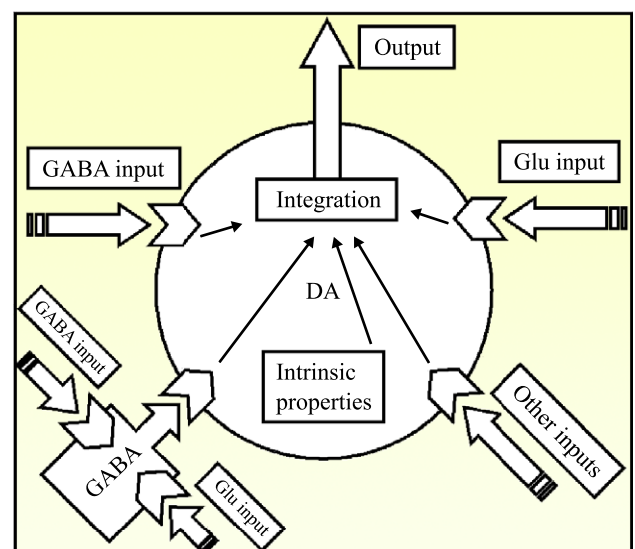 Output
GABA input
Glu input
Integration
DA
GABA input
Intrinsic
properties
Other inputs
GABA
Glu input